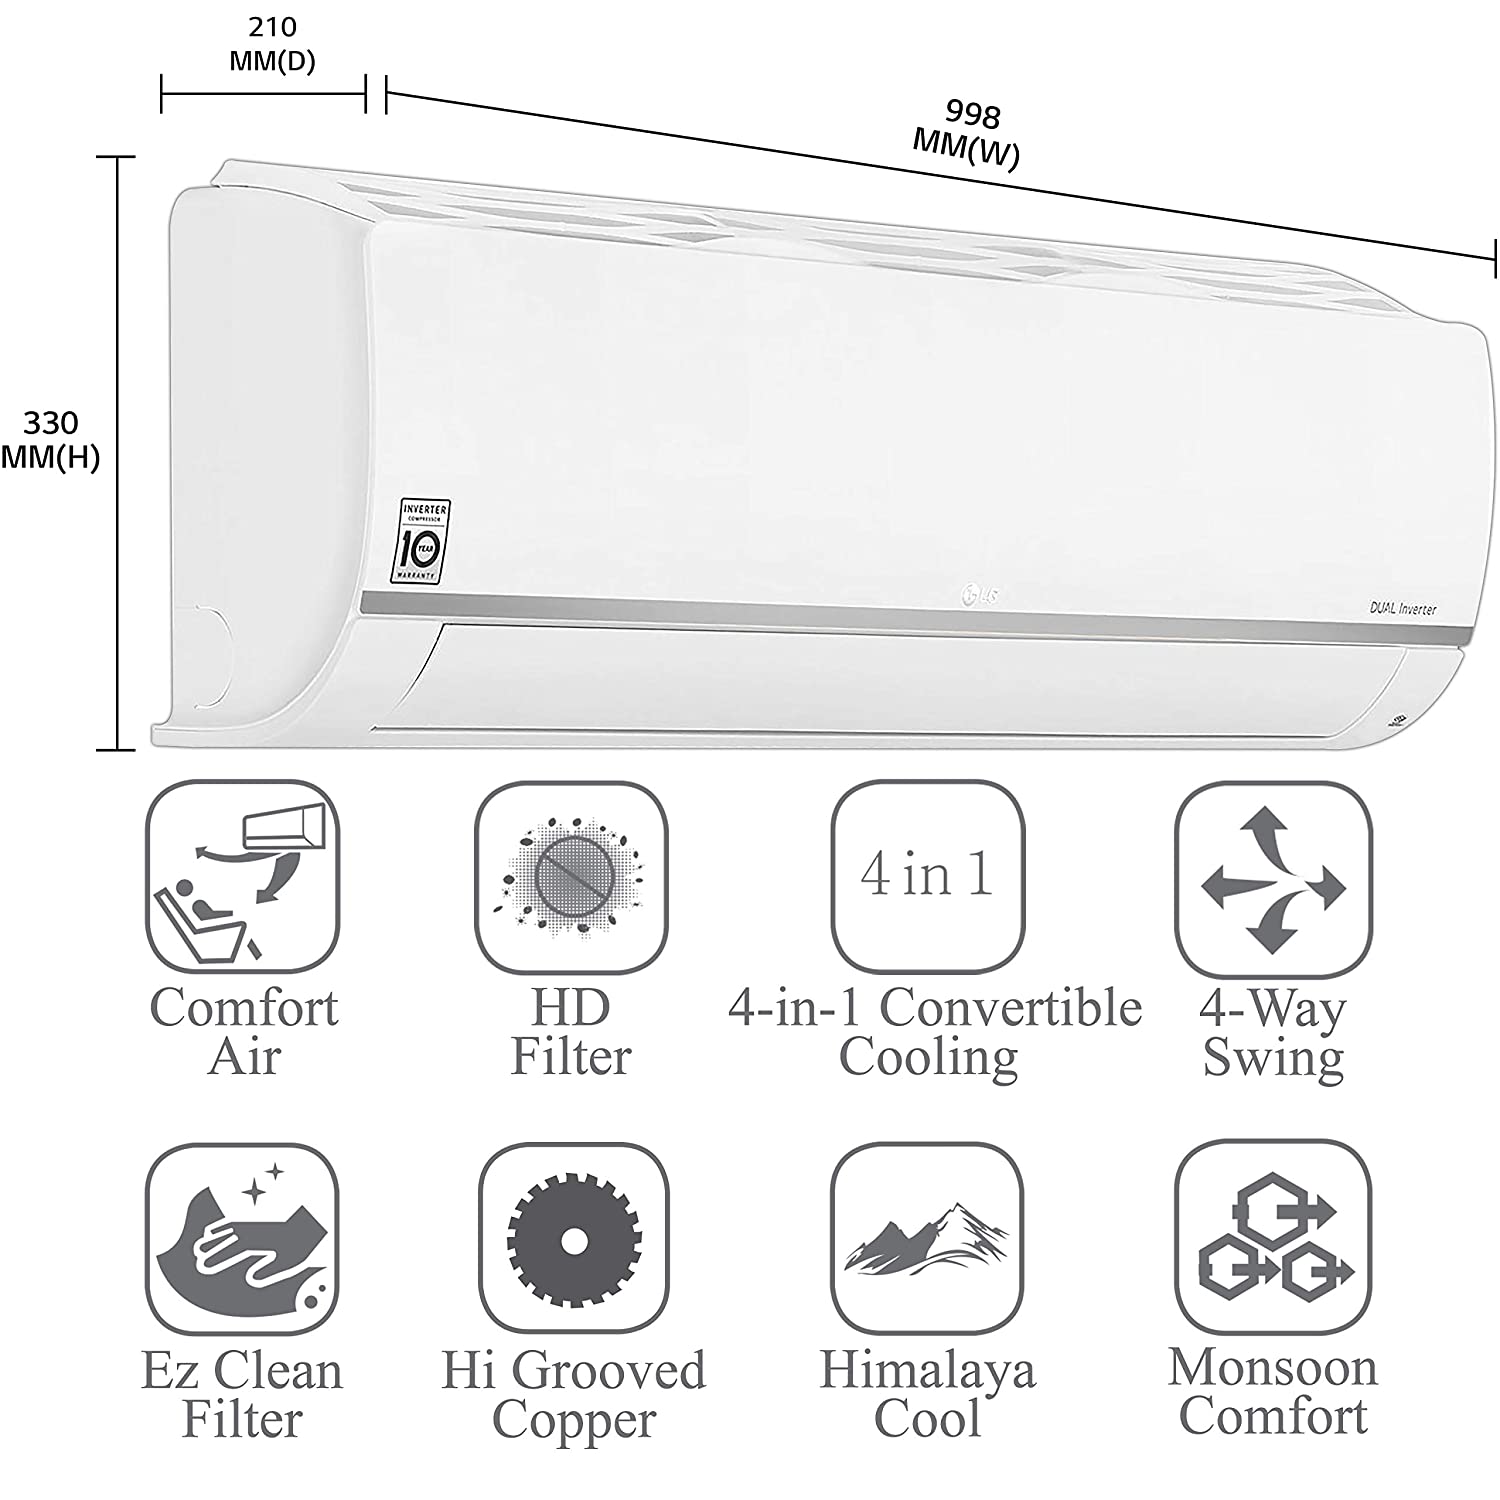 210
MM(D)
998
MM(W)
330
MM(H)
INVERTER
COMPRESSOR
10
YEAR
WARRANTY
LG
DUAL Inverter
4 in 1
Comfort
Air
HD
Filter
4-in-1 Convertible
Cooling
4-Way
Swing
Ez Clean
Filter
Hi Grooved
Copper
Himalaya
Cool
Monsoon
Comfort